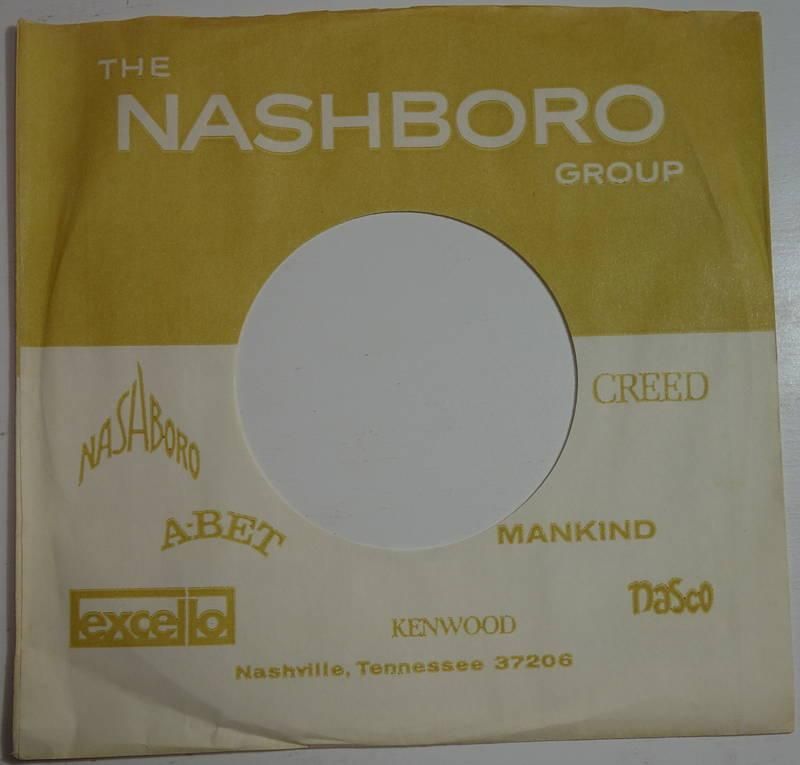 THE
NASHBORO
GROUP
NASHBORO
CREED
A-BET
MANKIND
excello
nasco
KENWOOD
Nashville, Tennessee 37206